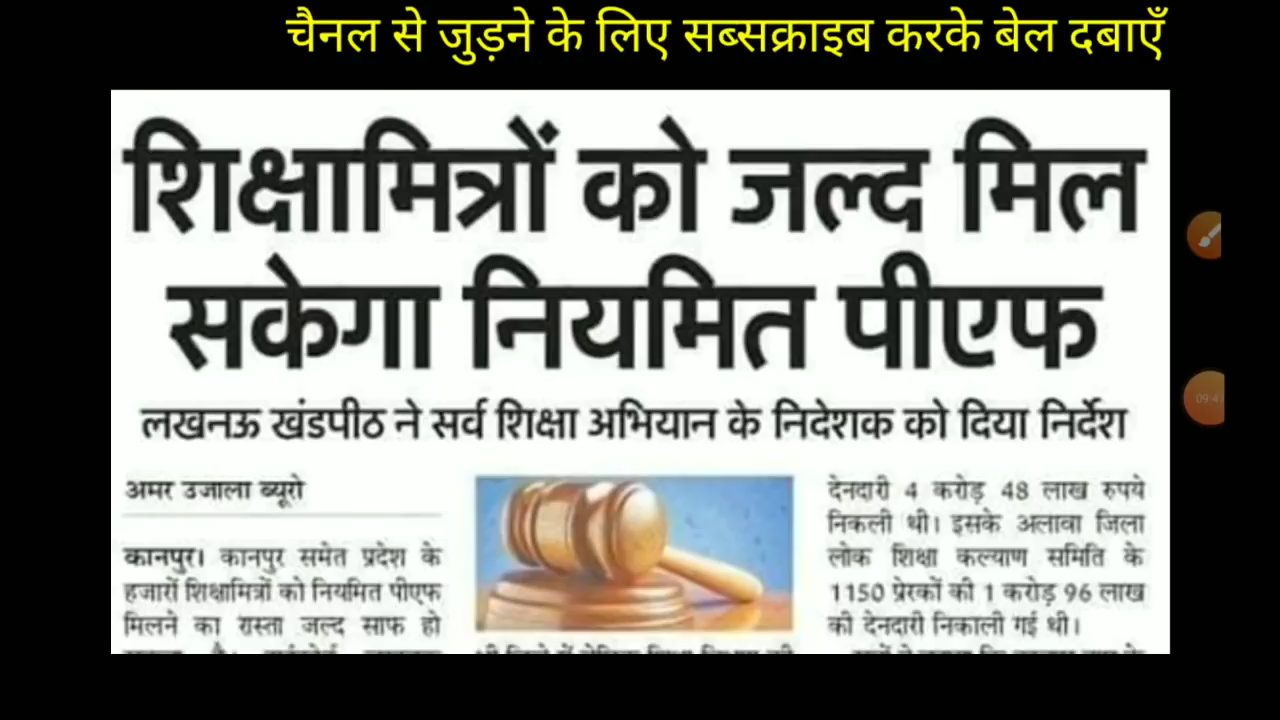 चैनल से जुड़ने के लिए सब्सक्राइब करके बेल दबाएँ
शिक्षामित्रों को जल्द मिल
सकेगा नियमित पीएफ
लखनऊ खंडपीठ ने सर्व शिक्षा अभियान के निदेशक को दिया निर्देश
अमर उजाला ब्यूरो
कानपुर। कानपुर समेत प्रदेश के
हजारों शिक्षामित्रों को नियमित पीएफ
मिलने का रास्ता जल्द साफ हो
देनदारी 4 करोड़ 48 लाख रुपये
निकली थी। इसके अलावा जिला
लोक शिक्षा कल्याण समिति के
1150 प्रेरकों की 1 करोड़ 96 लाख
की देनदारी निकाली गई थी।